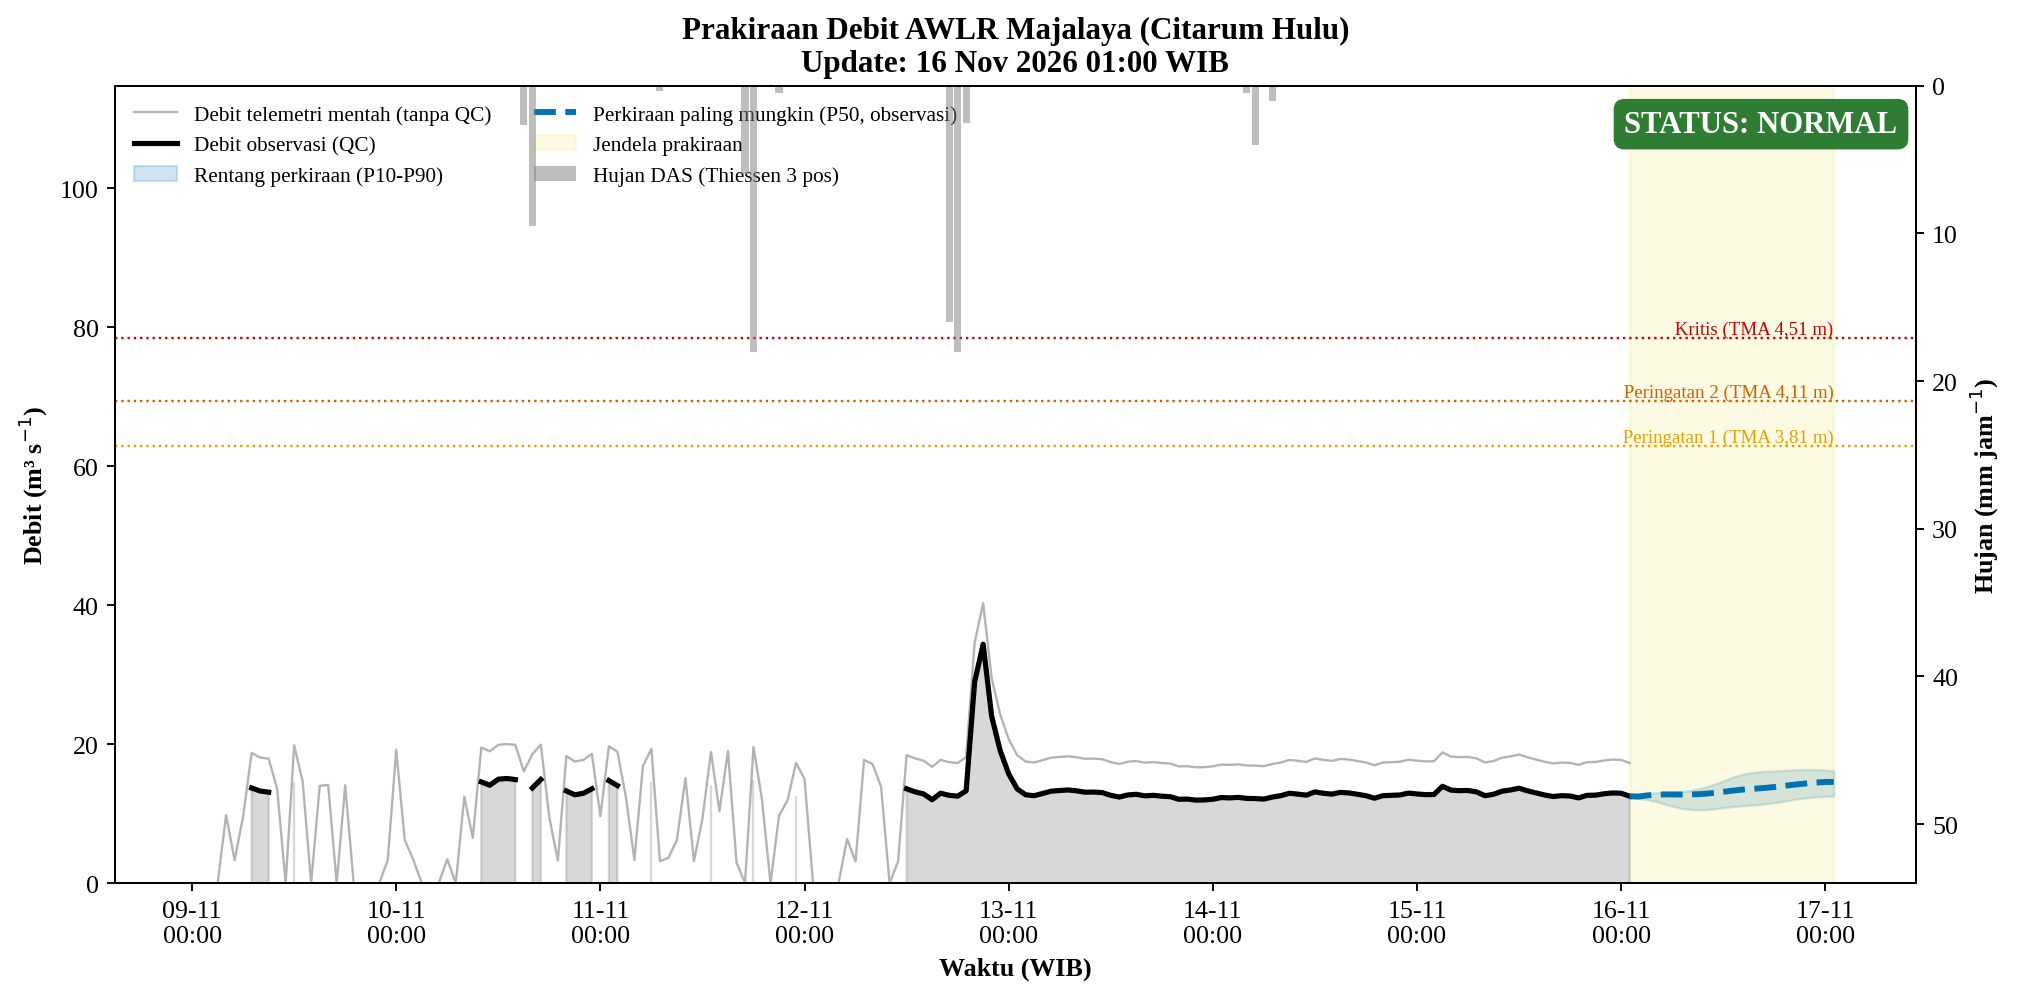 Prakiraan Debit AWLR Majalaya (Citarum Hulu)
Update: 16 Nov 2026 01:00 WIB
Debit telemetri mentah (tanpa QC)
Debit observasi (QC)
Rentang perkiraan (P10-P90)
Perkiraan paling mungkin (P50, observasi)
Jendela prakiraan
Hujan DAS (Thiessen 3 pos)
STATUS: NORMAL
Kritis (TMA 4,51 m)
Peringatan 2 (TMA 4,11 m)
Peringatan 1 (TMA 3,81 m)
Debit (m³ s⁻¹)
100
80
60
40
20
0
Hujan (mm jam⁻¹)
0
10
20
30
40
50
09-11
00:00
10-11
00:00
11-11
00:00
12-11
00:00
13-11
00:00
14-11
00:00
15-11
00:00
16-11
00:00
17-11
00:00
Waktu (WIB)